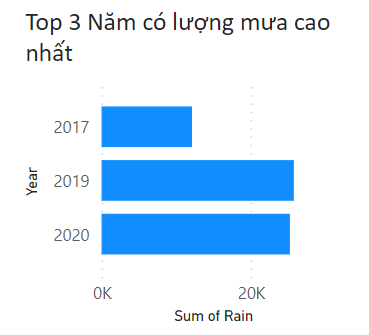 Top 3 Năm có lượng mưa cao
nhất
2017
2019
2020
Year
0K
20K
Sum of Rain